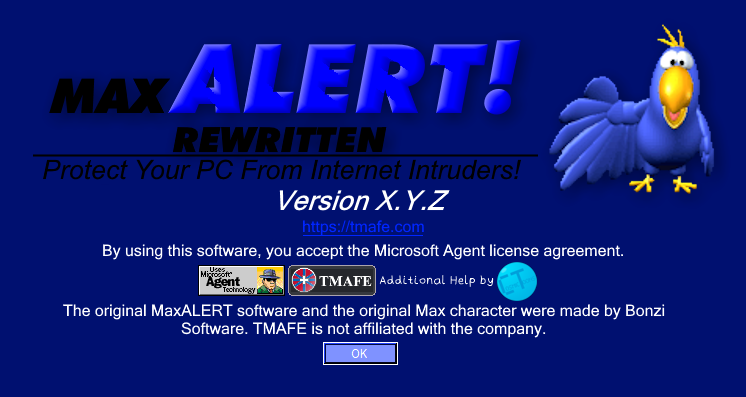 MAX ALERT!
REWRITTEN
Protect Your PC From Internet Intruders!
Version X.Y.Z
https://tmafe.com
By using this software, you accept the Microsoft Agent license agreement.
Uses
Microsoft®
Agent
Technology
TMAFE
Additional Help by
CT
The original MaxALERT software and the original Max character were made by Bonzi
Software. TMAFE is not affiliated with the company.
OK